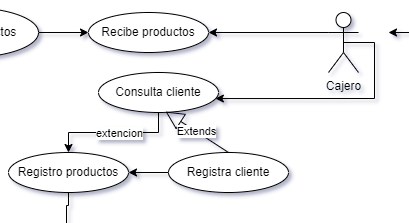 tos
Recibe productos
Cajero
Consulta cliente
extencion
Extends
Registro productos
Registra cliente